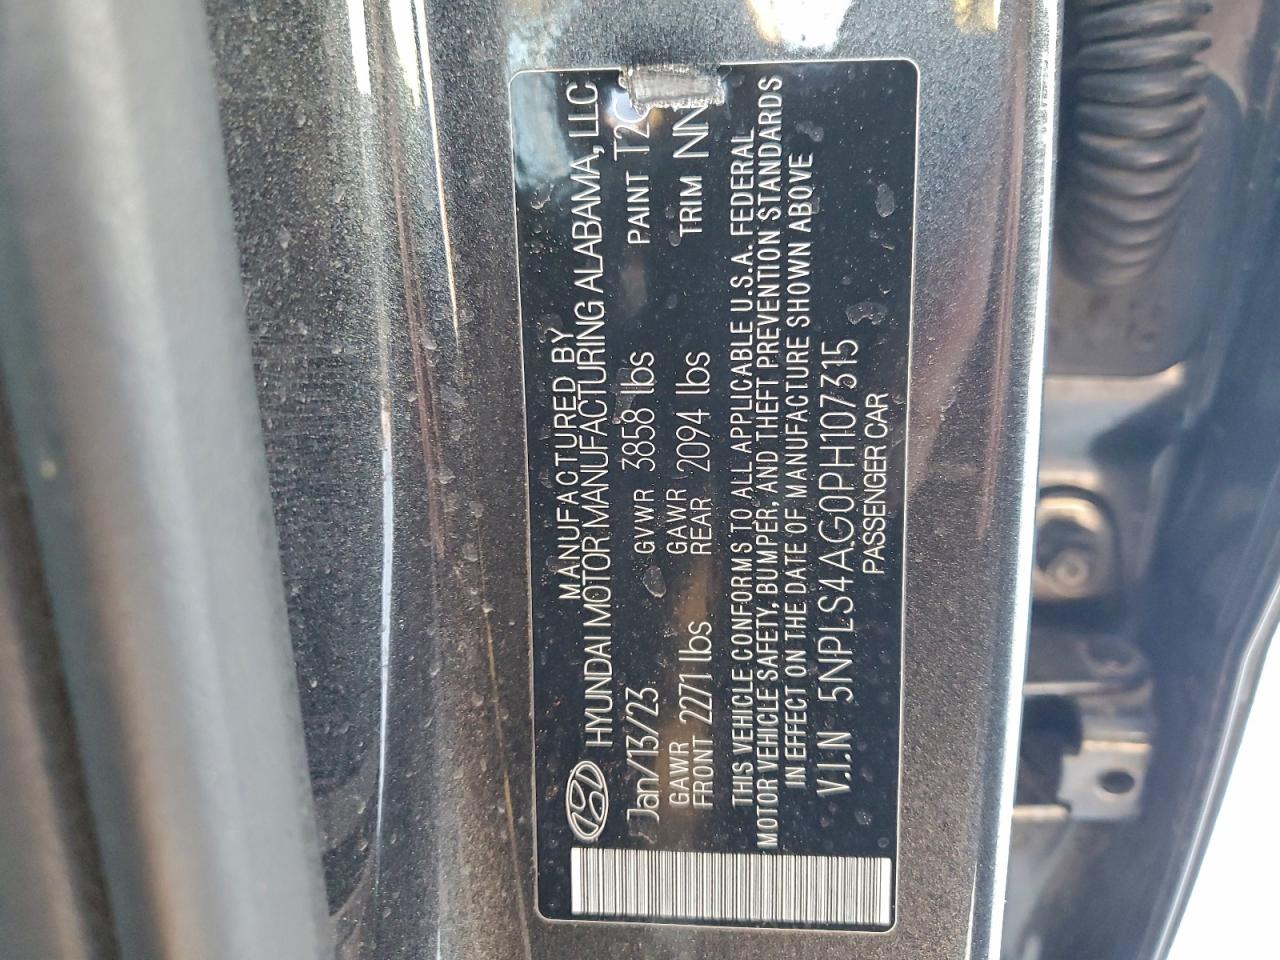 MANUFACTURED BY
HYUNDAI MOTOR MANUFACTURING ALABAMA, LLC
Jan/13/23 GVWR 3858 lbs PAINT
GAWR FRONT 2271 lbs GAWR REAR 2094 lbs TRIM
THIS VEHICLE CONFORMS TO ALL APPLICABLE U.S.A. FEDERAL
MOTOR VEHICLE SAFETY, BUMPER, AND THEFT PREVENTION STANDARDS
IN EFFECT ON THE DATE OF MANUFACTURE SHOWN ABOVE
V.I.N 5NPLS4AG0PH107315
PASSENGER CAR